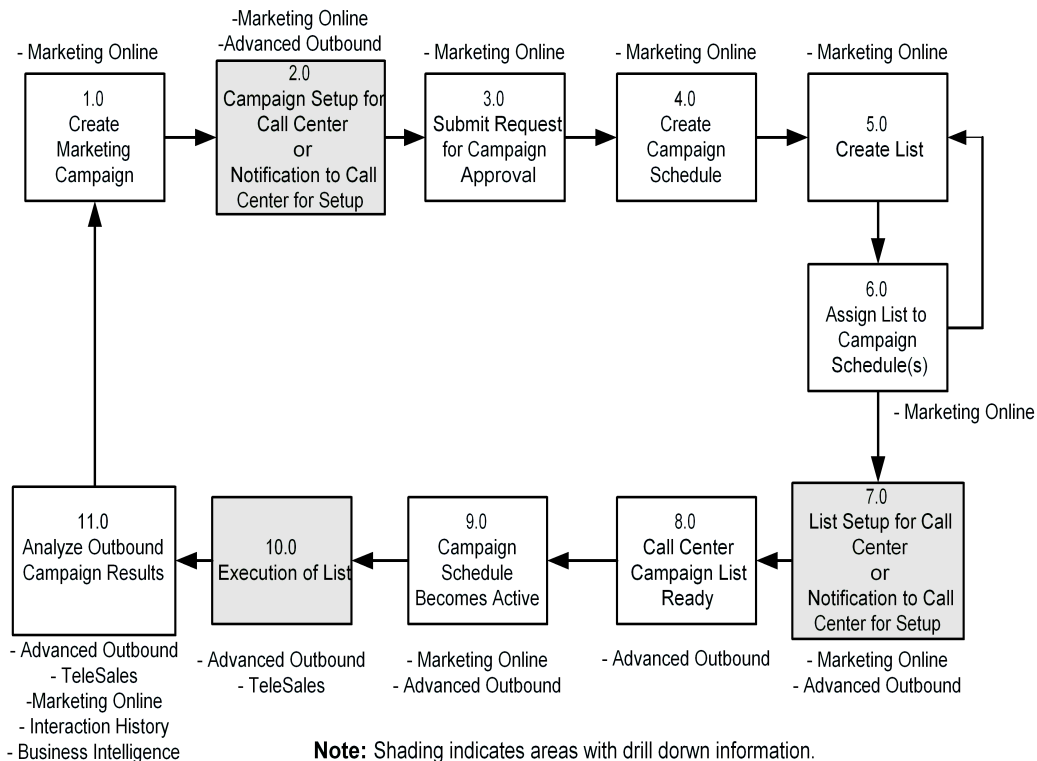 - Marketing Online
1.0
Create
Marketing
Campaign
-Marketing Online
-Advanced Outbound
2.0
Campaign Setup for
Call Center
or
Notification to Call
Center for Setup
- Marketing Online
3.0
Submit Request
for Campaign
Approval
- Marketing Online
4.0
Create
Campaign
Schedule
- Marketing Online
5.0
Create List
6.0
Assign List to
Campaign
Schedule(s)
- Marketing Online
7.0
List Setup for Call
Center
or
Notification to Call
Center for Setup
- Marketing Online
- Advanced Outbound
8.0
Call Center
Campaign List
Ready
- Advanced Outbound
9.0
Campaign
Schedule
Becomes Active
- Marketing Online
- Advanced Outbound
10.0
Execution of List
- Advanced Outbound
- TeleSales
11.0
Analyze Outbound
Campaign Results
- Advanced Outbound
- TeleSales
-Marketing Online
- Interaction History
- Business Intelligence
Note: Shading indicates areas with drill dorwn information.